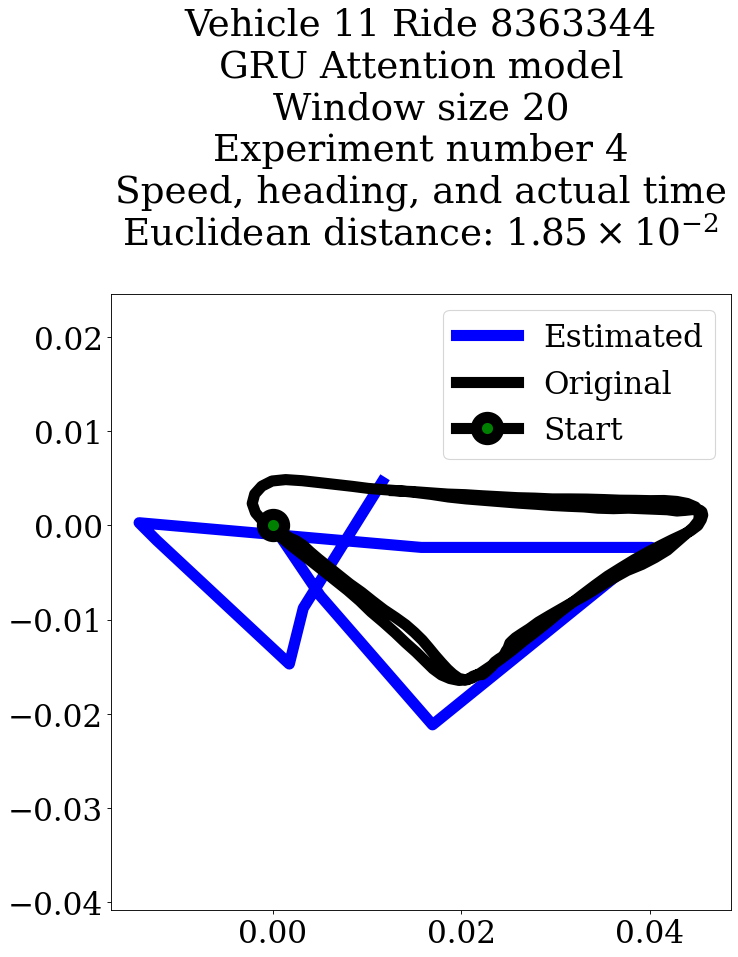 Vehicle 11 Ride 8363344
GRU Attention model
Window size 20
Experiment number 4
Speed, heading, and actual time
Euclidean distance: 1.85 × 10⁻²
Estimated
Original
Start
0.02
0.01
0.00
−0.01
−0.02
−0.03
−0.04
0.00 0.02 0.04